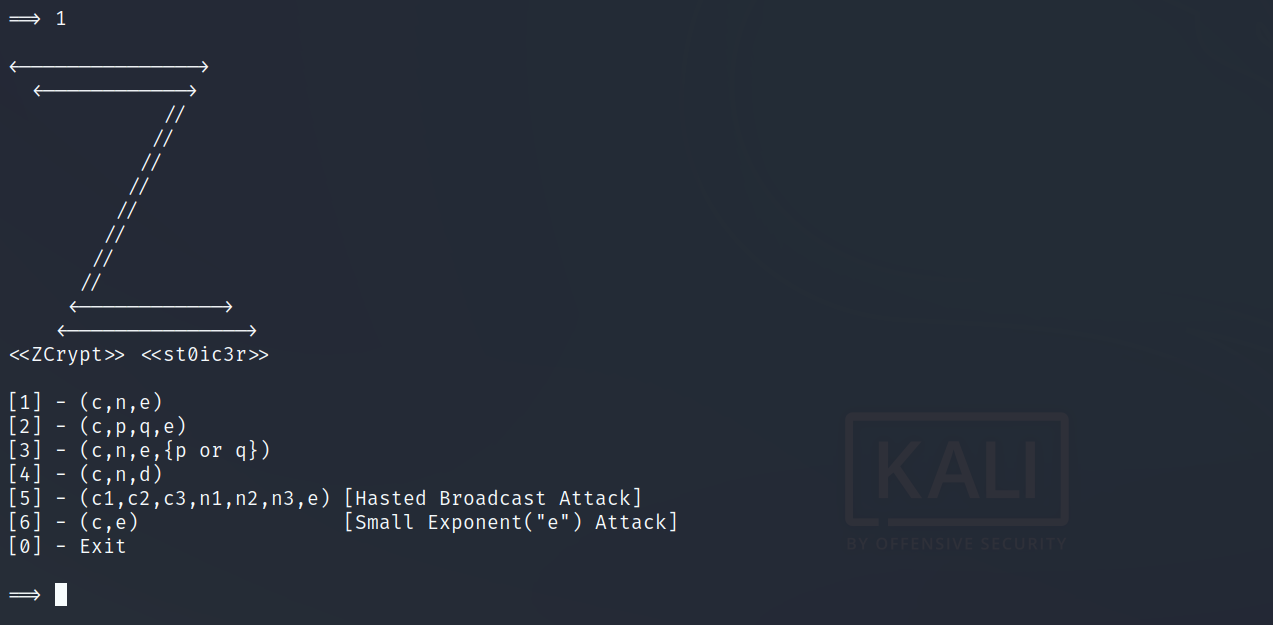 ==> 1
<---------------->
<------------->
//
//
//
//
//
//
//
//
<------------->
<---------------->
<<ZCrypt>> <<st0ic3r>>
[1] - (c,n,e)
[2] - (c,p,q,e)
[3] - (c,n,e,{p or q})
[4] - (c,n,d)
[5] - (c1,c2,c3,n1,n2,n3,e) [Hasted Broadcast Attack]
[6] - (c,e) [Small Exponent("e") Attack]
[0] - Exit
==>
KALI
BY OFFENSIVE SECURITY